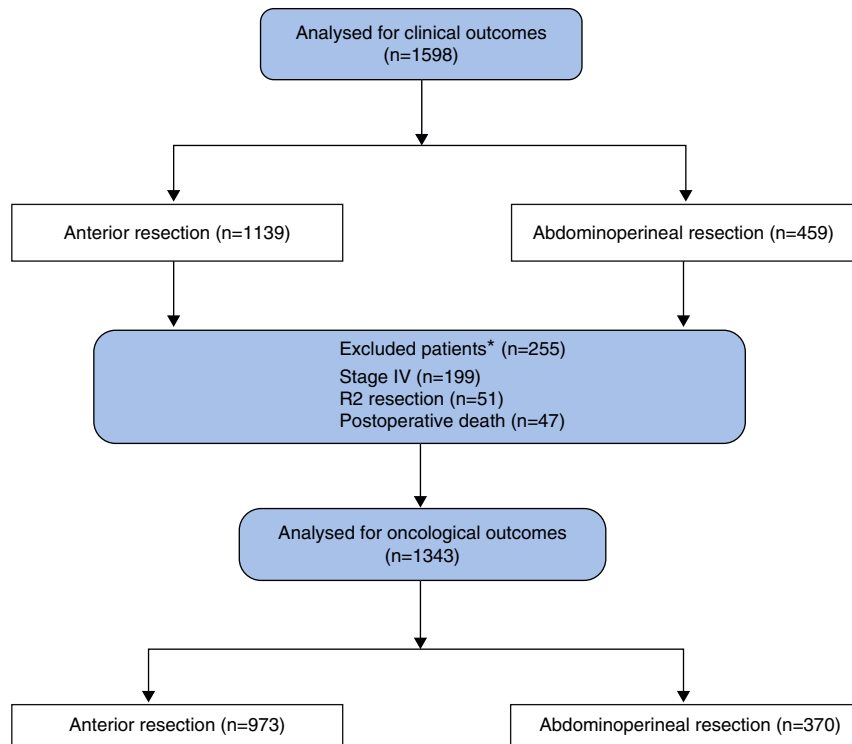 Analysed for clinical outcomes
(n=1598)
Anterior resection (n=1139)
Abdominoperineal resection (n=459)
Excluded patients* (n=255)
Stage IV (n=199)
R2 resection (n=51)
Postoperative death (n=47)
Analysed for oncological outcomes
(n=1343)
Anterior resection (n=973)
Abdominoperineal resection (n=370)